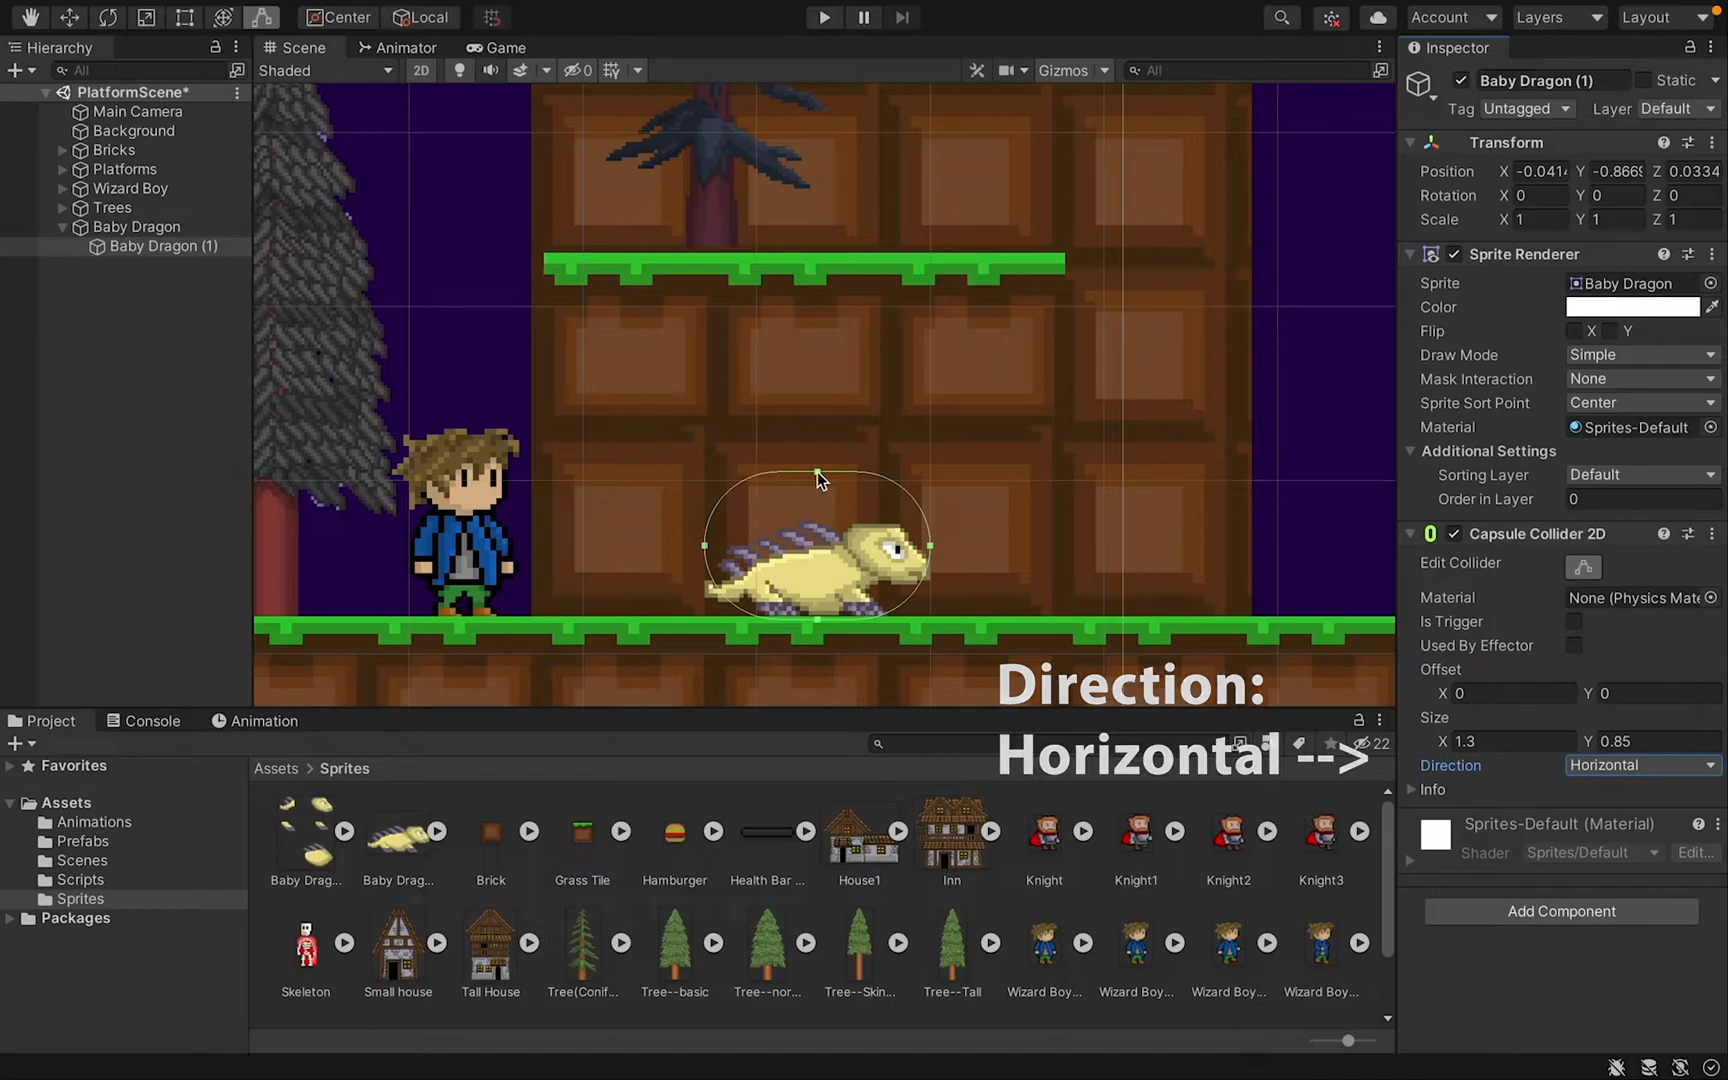 Center
Local
Account
Layers
Layout
Hierarchy
All
PlatformScene*
Main Camera
Background
Bricks
Platforms
Wizard Boy
Trees
Baby Dragon
Baby Dragon (1)
Scene
Animator
Game
Shaded
2D
0
Gizmos
All
Direction:
Horizontal -->
Inspector
Baby Dragon (1)
Static
Tag Untagged
Layer Default
Transform
Position X -0.041 Y -0.866 Z 0.0334
Rotation X 0 Y 0 Z 0
Scale X 1 Y 1 Z 1
Sprite Renderer
Sprite Baby Dragon
Color
Flip X Y
Draw Mode Simple
Mask Interaction None
Sprite Sort Point Center
Material Sprites-Default
Additional Settings
Sorting Layer Default
Order in Layer 0
Capsule Collider 2D
Edit Collider
Material None (Physics Mate
Is Trigger
Used By Effector
Offset
X 0 Y 0
Size
X 1.3 Y 0.85
Direction Horizontal
Info
Sprites-Default (Material)
Shader Sprites/Default Edit...
Add Component
Project
Console
Animation
22
Favorites
Assets
Animations
Prefabs
Scenes
Scripts
Sprites
Packages
Assets > Sprites
Baby Drag...
Baby Drag...
Brick
Grass Tile
Hamburger
Health Bar ...
House1
Inn
Knight
Knight1
Knight2
Knight3
Skeleton
Small house
Tall House
Tree(Conif...
Tree--basic
Tree--nor...
Tree--Skin...
Tree--Tall
Wizard Boy...
Wizard Boy...
Wizard Boy...
Wizard Boy...